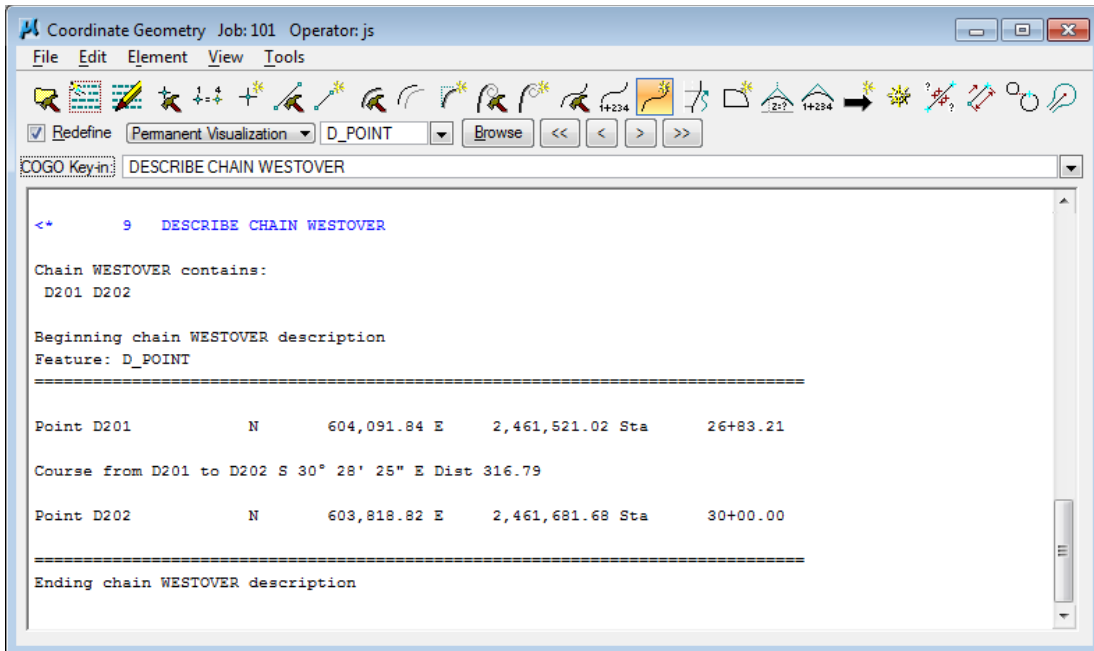 Coordinate Geometry Job: 101 Operator: js
File Edit Element View Tools
Redefine Permanent Visualization D_POINT Browse << < > >>
COGO Key-in: DESCRIBE CHAIN WESTOVER
<* 9 DESCRIBE CHAIN WESTOVER
Chain WESTOVER contains:
D201 D202
Beginning chain WESTOVER description
Feature: D_POINT
==============================================================================
Point D201 N 604,091.84 E 2,461,521.02 Sta 26+83.21
Course from D201 to D202 S 30° 28' 25" E Dist 316.79
Point D202 N 603,818.82 E 2,461,681.68 Sta 30+00.00
==============================================================================
Ending chain WESTOVER description